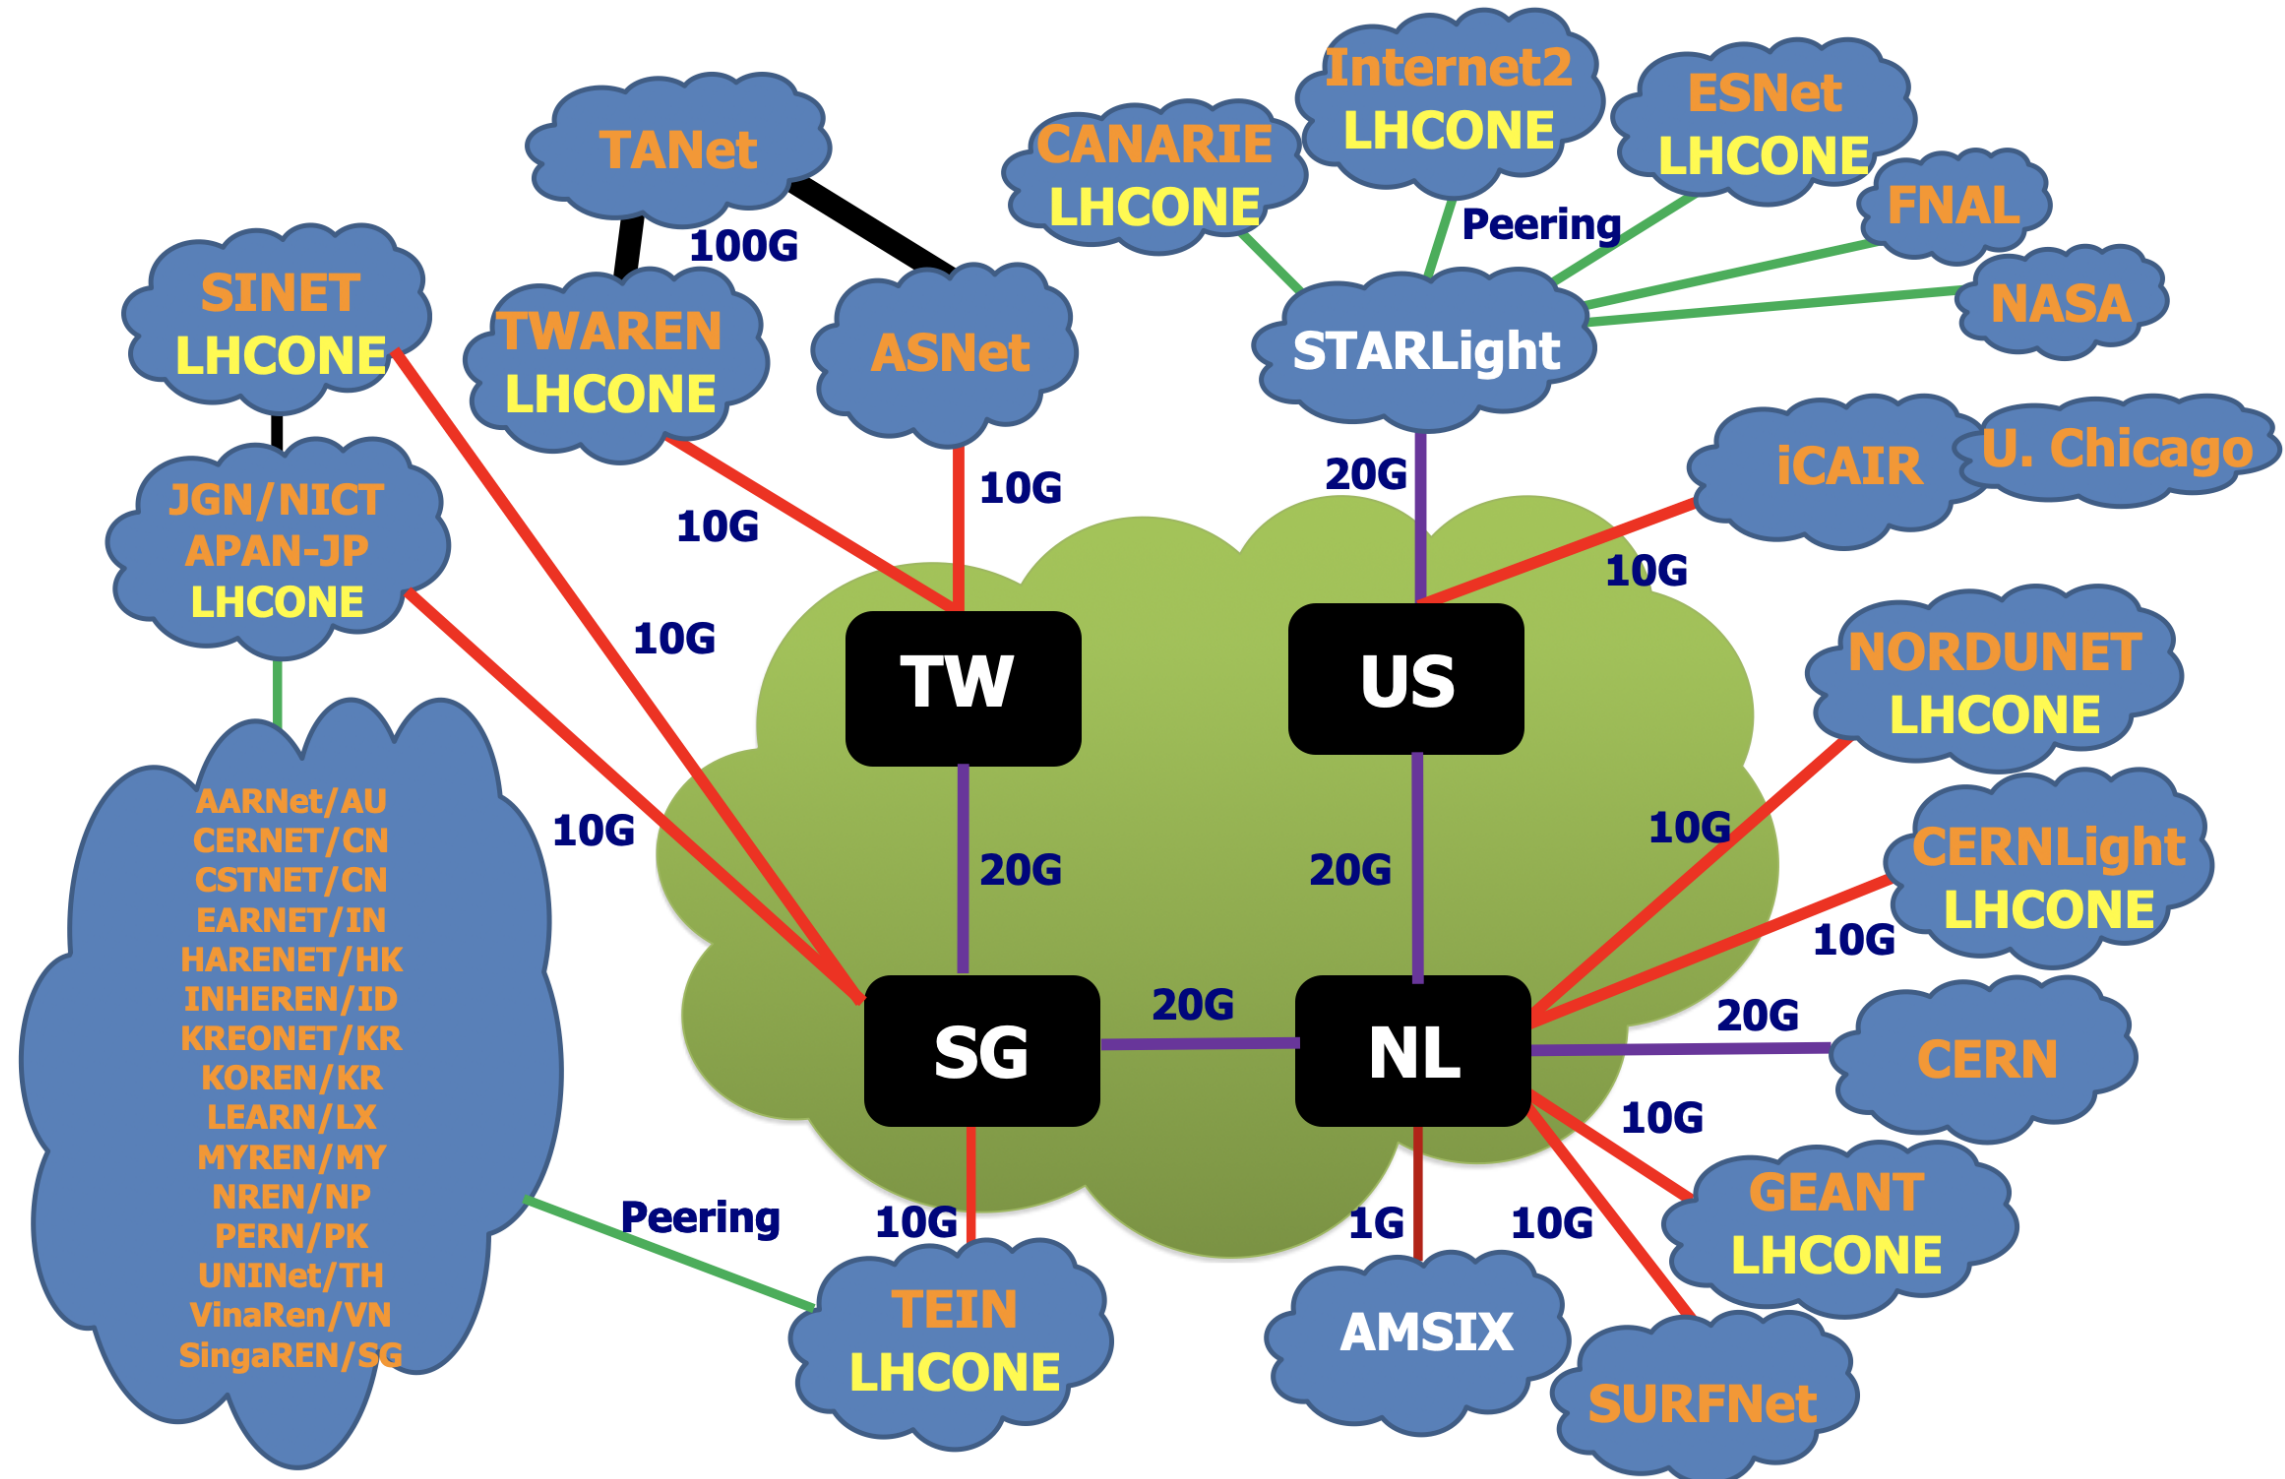 Internet2
LHCONE
ESNet
LHCONE
CANARIE
LHCONE
TANet
FNAL
Peering
100G
NASA
SINET
LHCONE
TWAREN
LHCONE
ASNet
STARLight
iCAIR
U. Chicago
20G
10G
10G
10G
JGN/NICT
APAN-JP
LHCONE
10G
TW
US
NORDUNET
LHCONE
10G
10G
20G
20G
CERNLight
LHCONE
10G
AARNet/AU
CERNET/CN
CSTNET/CN
EARNET/IN
HARENET/HK
INHEREN/ID
KREONET/KR
KOREN/KR
LEARN/LX
MYREN/MY
NREN/NP
PERN/PK
UNINet/TH
VinaRen/VN
SingaREN/SG
10G
SG
20G
NL
20G
CERN
10G
Peering
10G
1G
10G
GEANT
LHCONE
TEIN
LHCONE
AMSIX
SURFNet